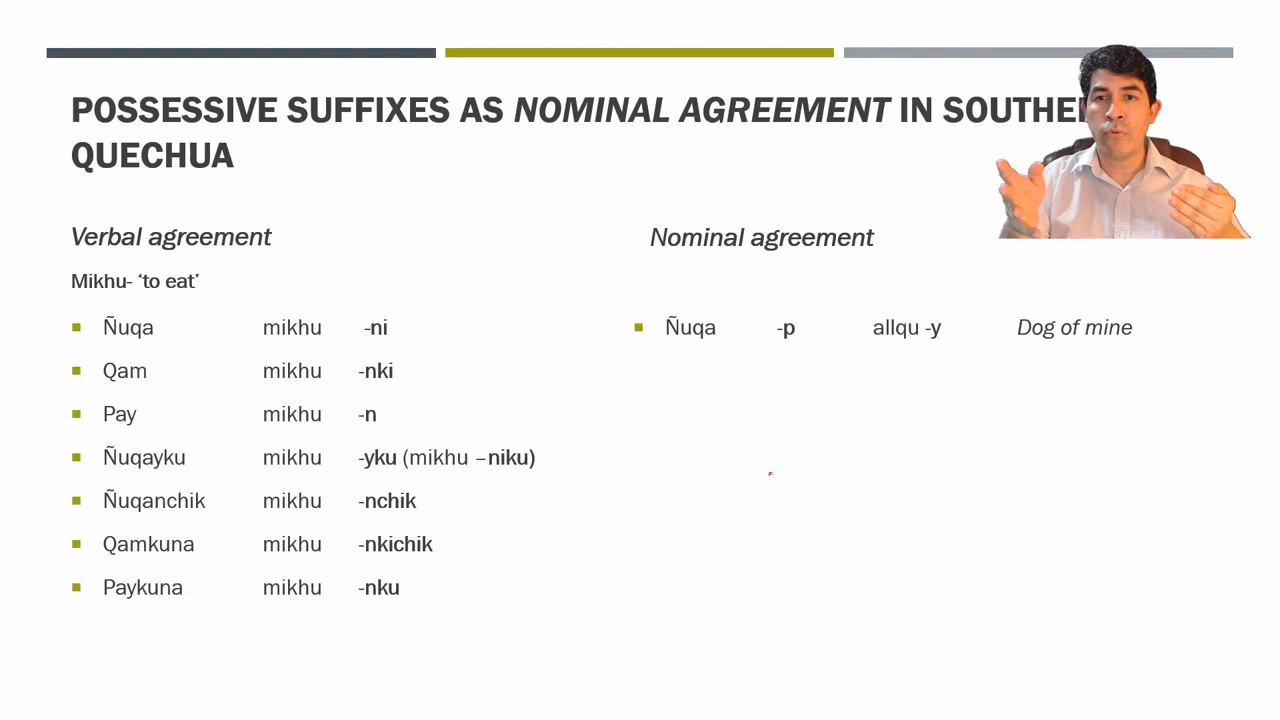 POSSESSIVE SUFFIXES AS NOMINAL AGREEMENT IN
QUECHUA
Verbal agreement
Mikhu- ‘to eat’
Ñuqa mikhu -ni
Qam mikhu -nki
Pay mikhu -n
Ñuqayku mikhu -yku (mikhu –niku)
Ñuqanchik mikhu -nchik
Qamkuna mikhu -nkichik
Paykuna mikhu -nku
Nominal agreement
Ñuqa -p allqu -y Dog of mine